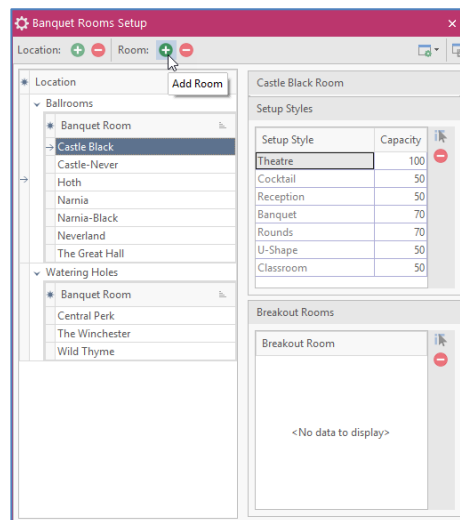 Banquet Rooms Setup
Location: Room:
Add Room
Location
Ballrooms
Banquet Room
Castle Black
Castle-Never
Hoth
Narnia
Narnia-Black
Neverland
The Great Hall
Watering Holes
Banquet Room
Central Perk
The Winchester
Wild Thyme
Castle Black Room
Setup Styles
Setup Style Capacity
Theatre 100
Cocktail 50
Reception 50
Banquet 70
Rounds 70
U-Shape 50
Classroom 50
Breakout Rooms
Breakout Room
<No data to display>